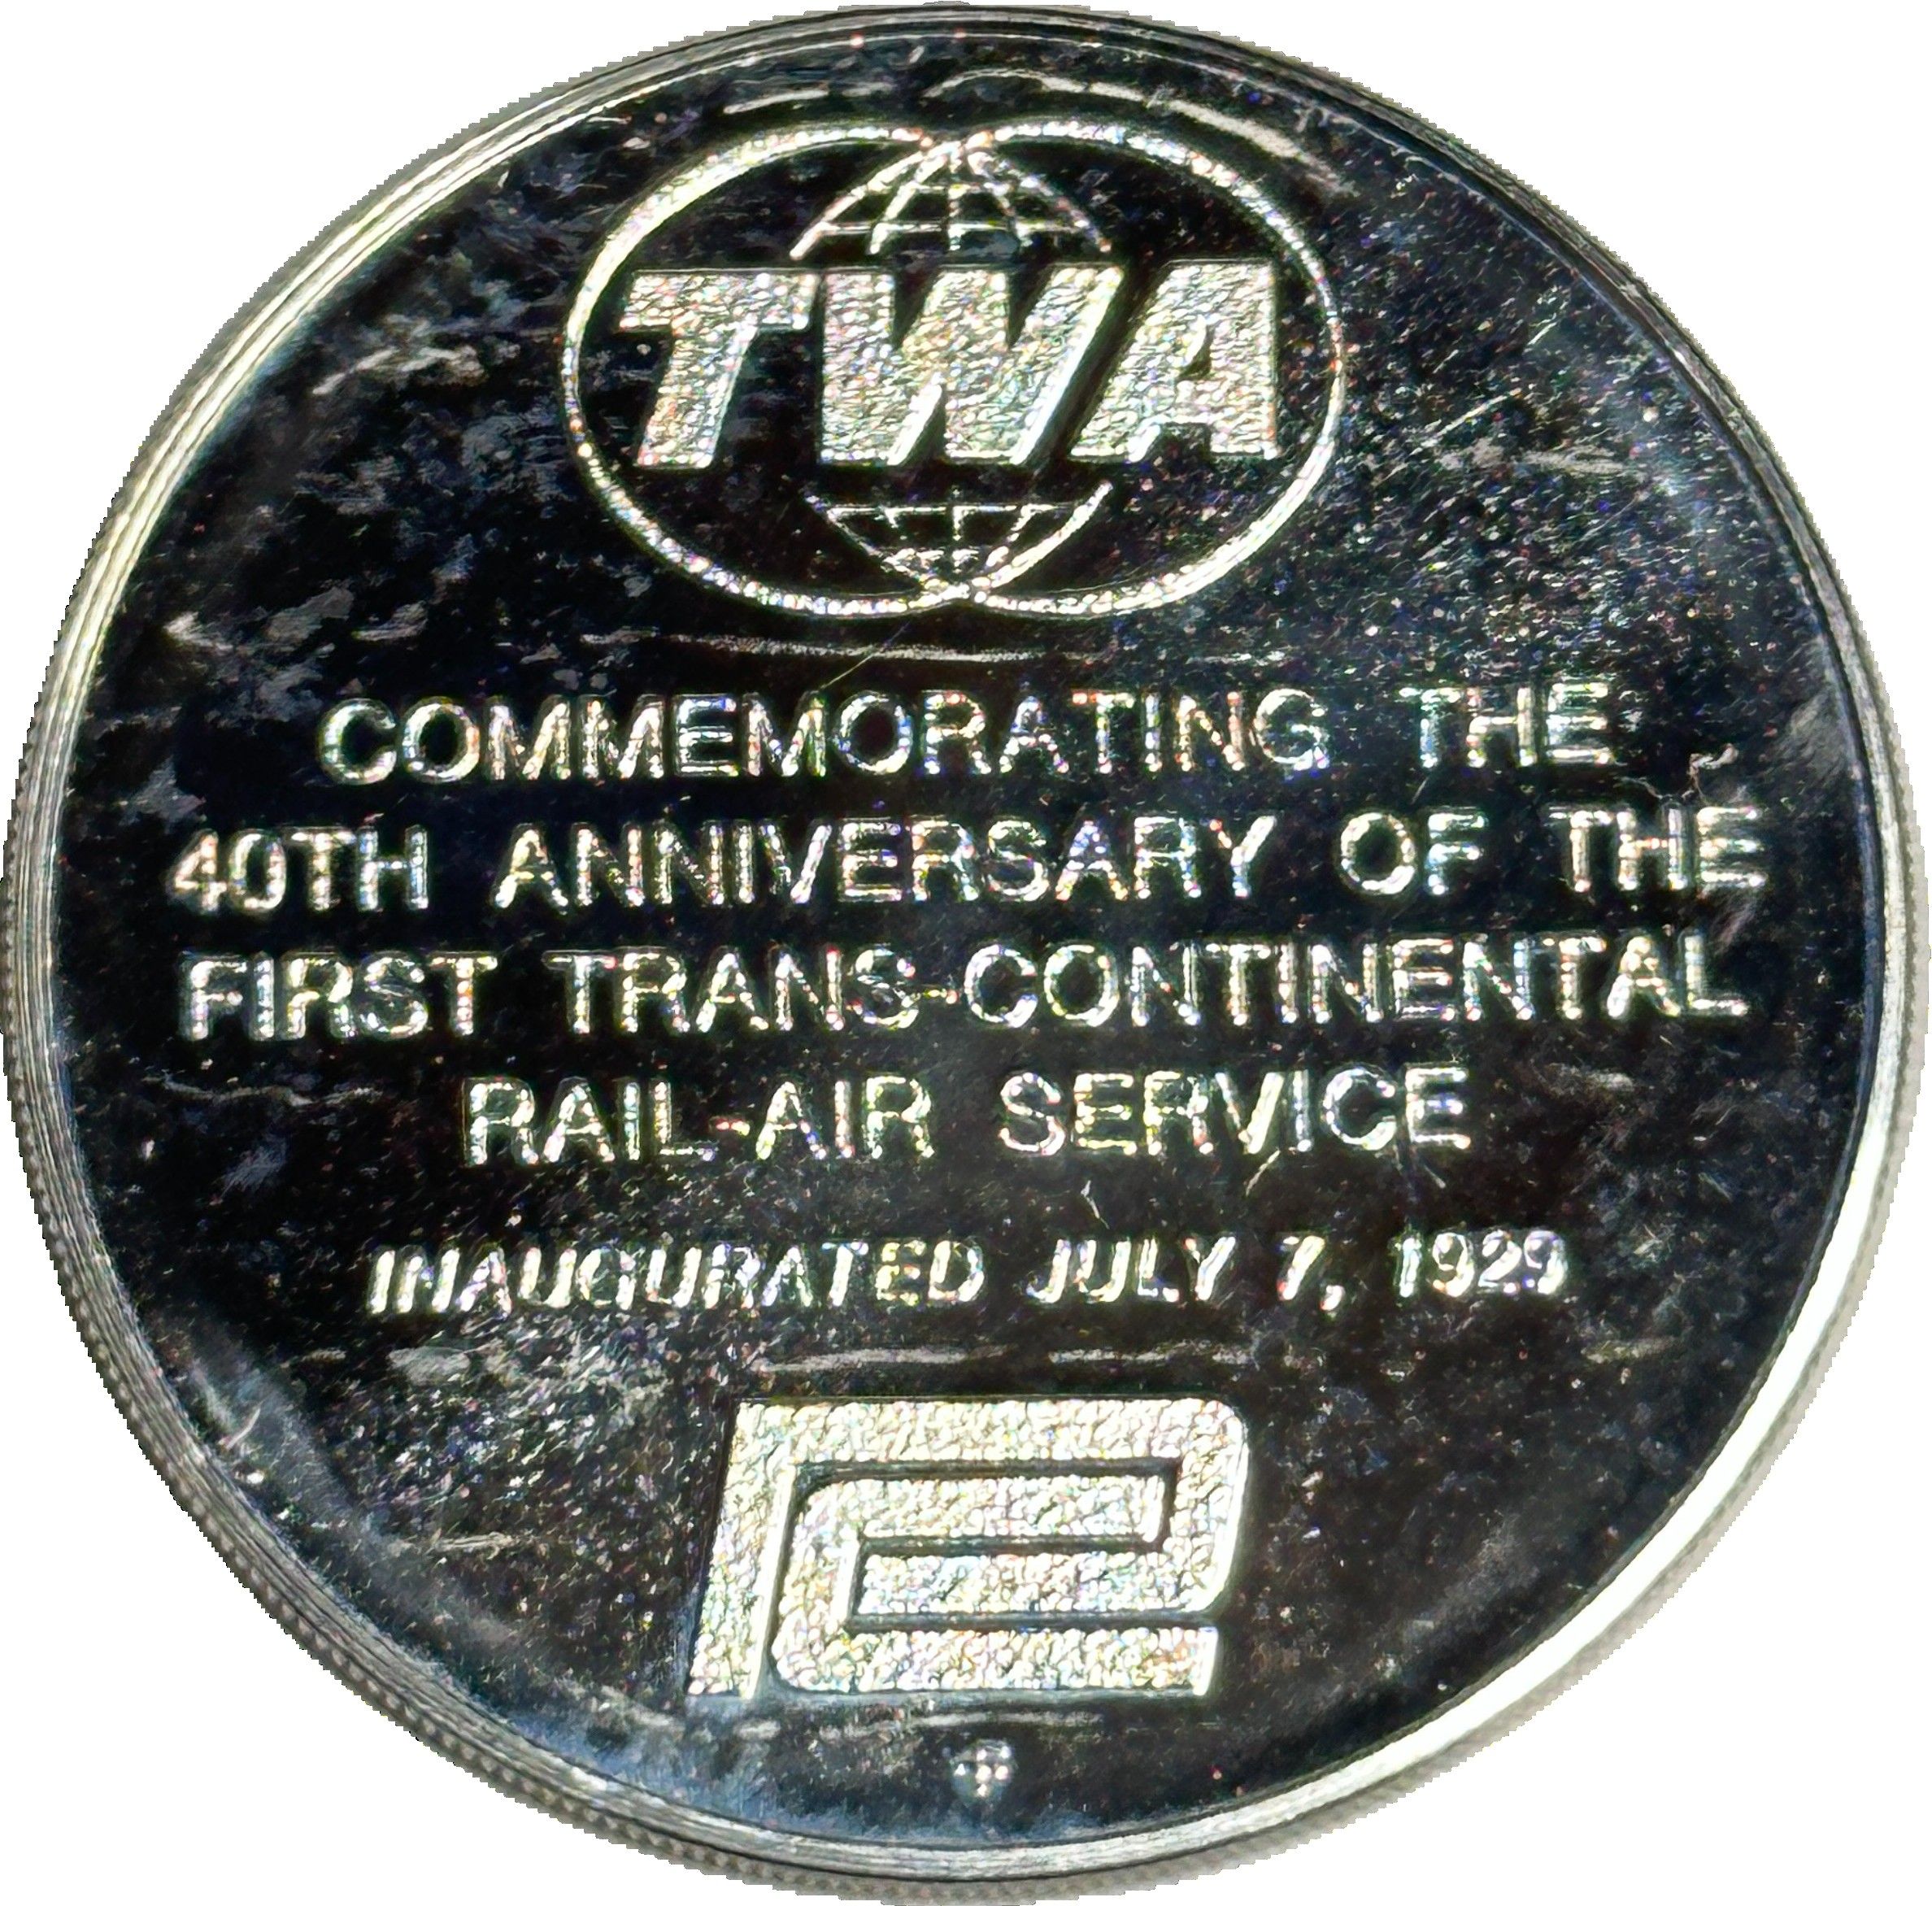 TWA
COMMEMORATING THE
40TH ANNIVERSARY OF THE
FIRST TRANS-CONTINENTAL
RAIL-AIR SERVICE
INAUGURATED JULY 7, 1929